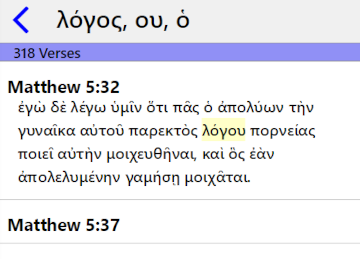 λόγος, ου, ὁ
318 Verses
Matthew 5:32
ἐγὼ δὲ λέγω ὑμῖν ὅτι πᾶς ὁ ἀπολύων τὴν
γυναῖκα αὐτοῦ παρεκτὸς λόγου πορνείας
ποιεῖ αὐτὴν μοιχευθῆναι, καὶ ὃς ἐὰν
ἀπολελυμένην γαμήσῃ μοιχᾶται.
Matthew 5:37